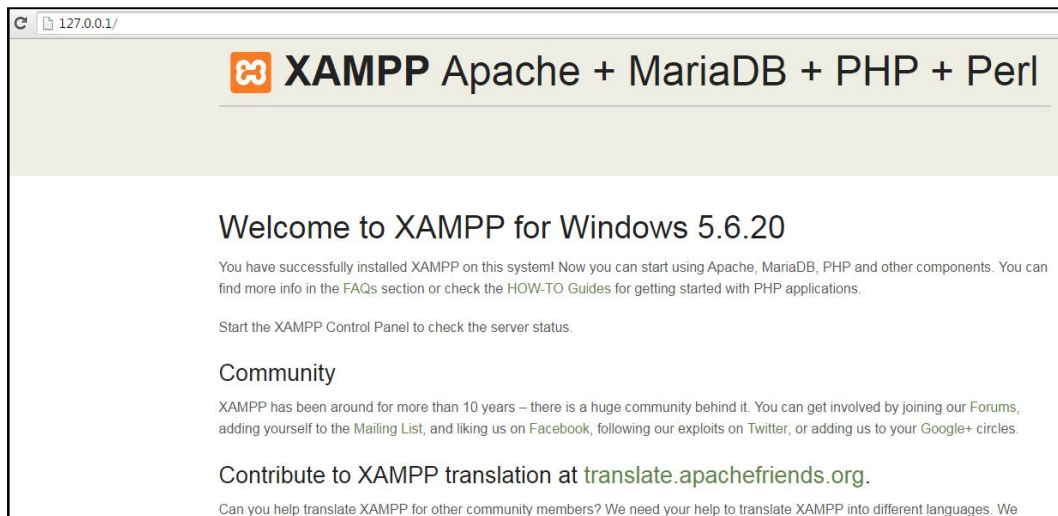 127.0.0.1/
XAMPP Apache + MariaDB + PHP + Perl
Welcome to XAMPP for Windows 5.6.20
You have successfully installed XAMPP on this system! Now you can start using Apache, MariaDB, PHP and other components. You can
find more info in the FAQs section or check the HOW-TO Guides for getting started with PHP applications.
Start the XAMPP Control Panel to check the server status.
Community
XAMPP has been around for more than 10 years – there is a huge community behind it. You can get involved by joining our Forums,
adding yourself to the Mailing List, and liking us on Facebook, following our exploits on Twitter, or adding us to your Google+ circles.
Contribute to XAMPP translation at translate.apachefriends.org.
Can you help translate XAMPP for other community members? We need your help to translate XAMPP into different languages. We